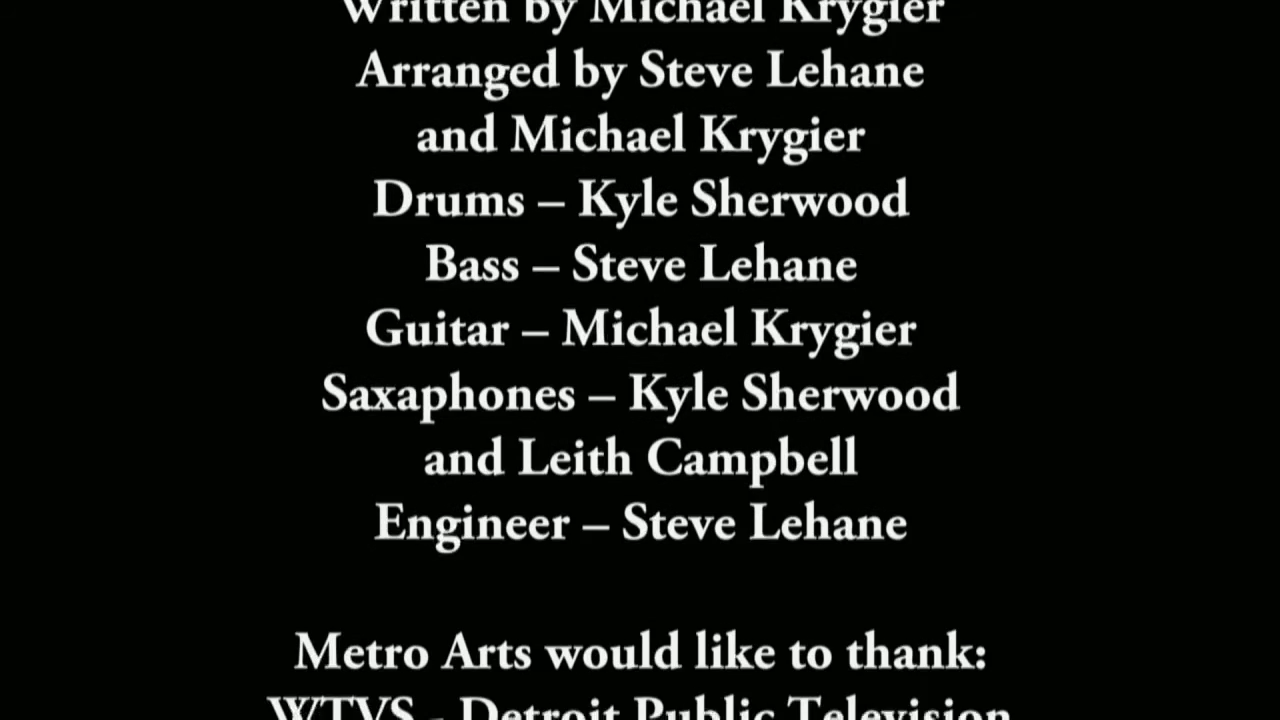 Written by Michael Krygier
Arranged by Steve Lehane
and Michael Krygier
Drums – Kyle Sherwood
Bass – Steve Lehane
Guitar – Michael Krygier
Saxaphones – Kyle Sherwood
and Leith Campbell
Engineer – Steve Lehane
Metro Arts would like to thank:
WTVS - Detroit Public Television